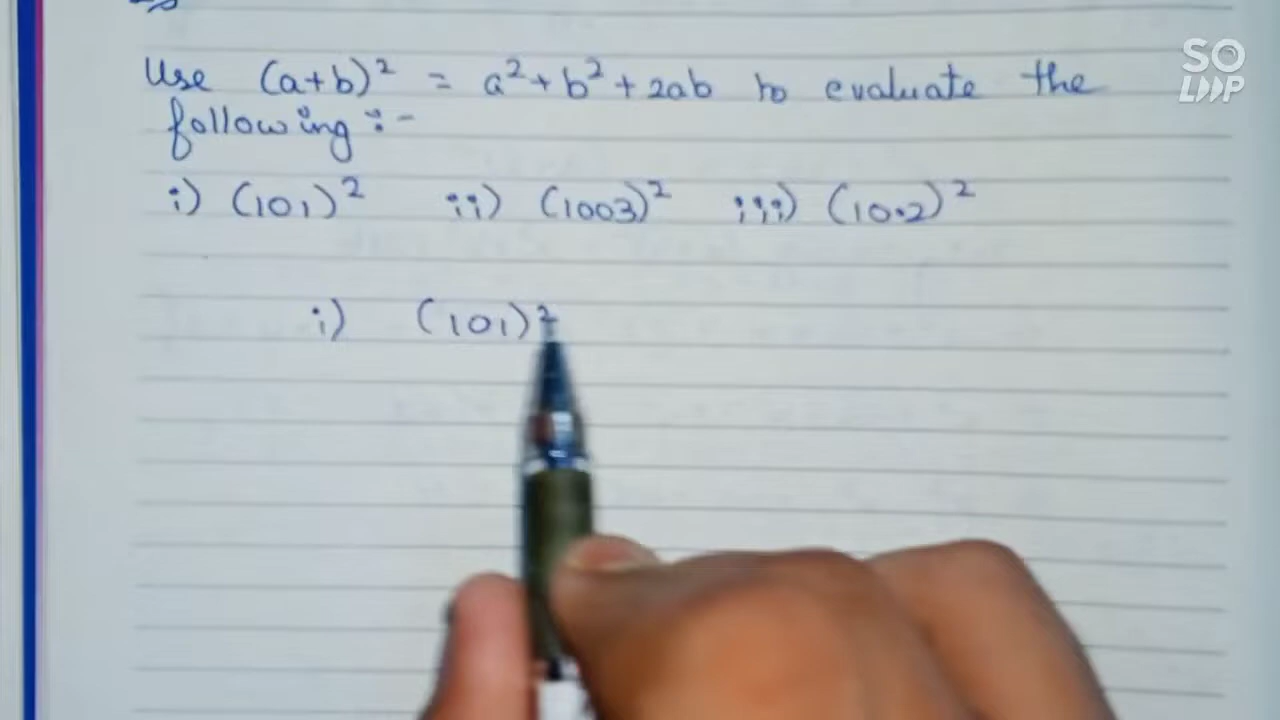 Use (a+b)² = a²+b²+2ab to evaluate the
following :-
i) (101)² ii) (1003)² iii) (10.2)²
i) (101)²
SO
LOOP